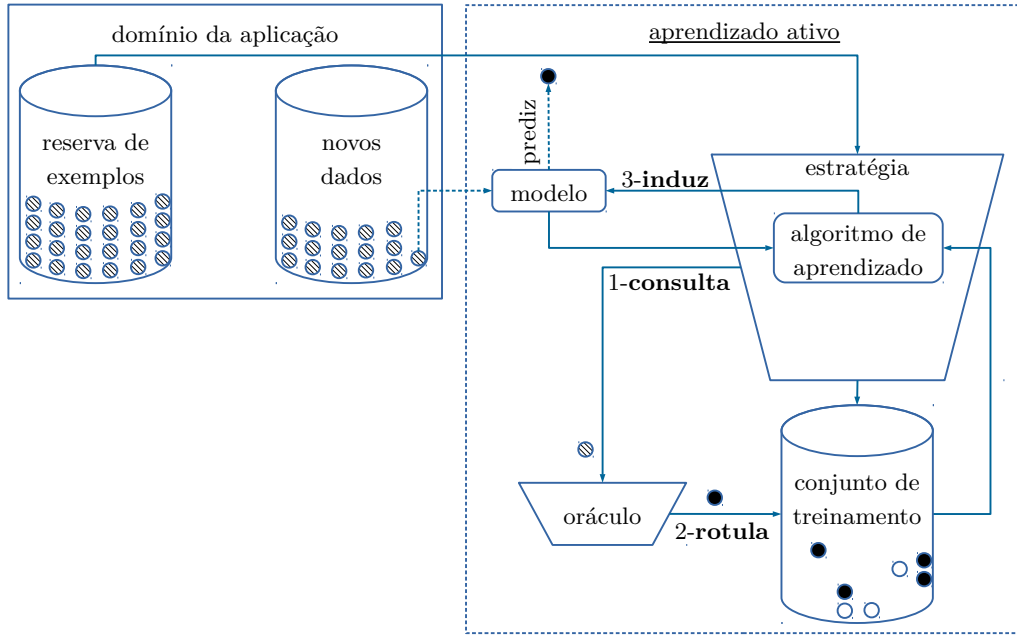 domínio da aplicação
aprendizado ativo
reserva de
exemplos
novos
dados
prediz
modelo
3-induz
estratégia
algoritmo de
aprendizado
1-consulta
oráculo
2-rotula
conjunto de
treinamento